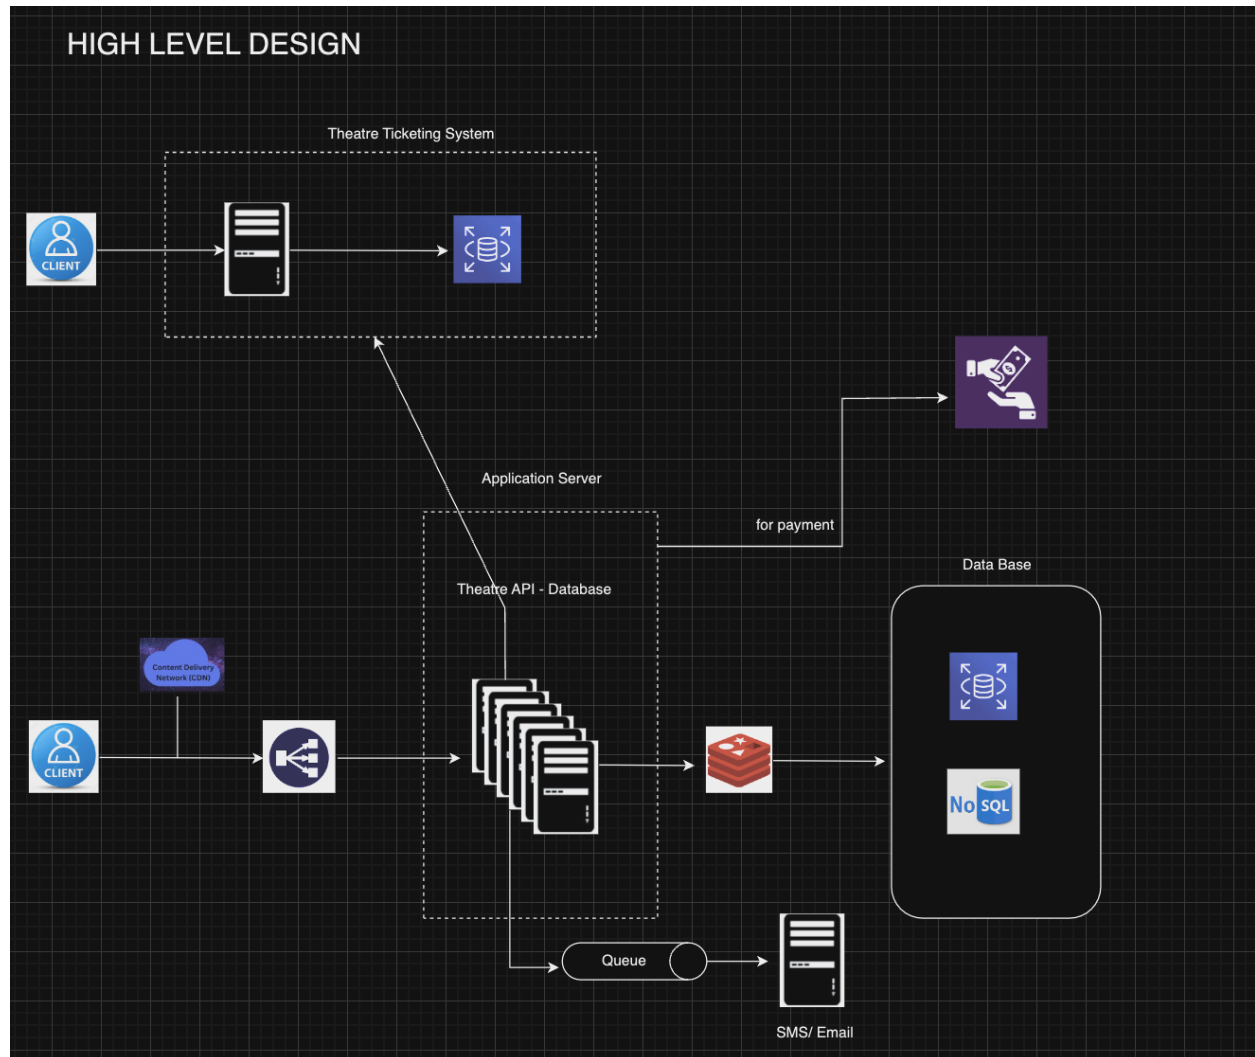 HIGH LEVEL DESIGN
Theatre Ticketing System
CLIENT
Application Server
for payment
Data Base
Theatre API - Database
Content Delivery
Network (CDN)
CLIENT
No SQL
Queue
SMS/ Email